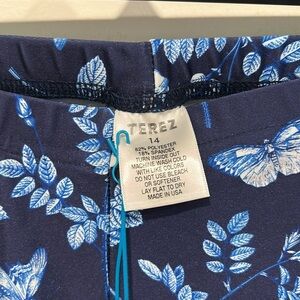 TEREZ
14
82% POLYESTER
18% SPANDEX
TURN INSIDE OUT
MACHINE WASH COLD
WITH LIKE COLORS
DO NOT USE BLEACH
OR SOFTENER
LAY FLAT TO DRY
MADE IN USA